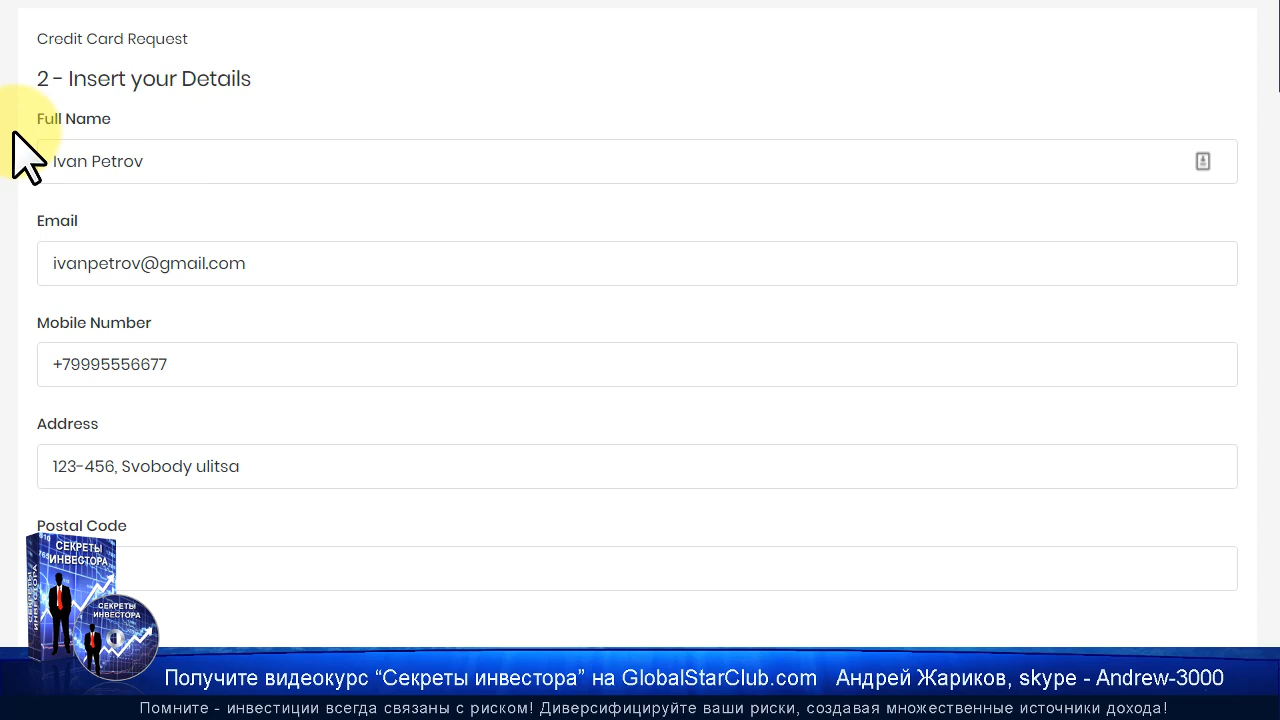 Credit Card Request
2 - Insert your Details
Full Name
Ivan Petrov
Email
ivanpetrov@gmail.com
Mobile Number
+79995556677
Address
123-456, Svobody ulitsa
Postal Code
СЕКРЕТЫ
ИНВЕСТОРА
СЕКРЕТЫ
ИНВЕСТОРА
Получите видеокурс “Секреты инвестора” на GlobalStarClub.com Андрей Жариков, skype - Andrew-3000
Помните - инвестиции всегда связаны с риском! Диверсифицируйте ваши риски, создавая множественные источники дохода!